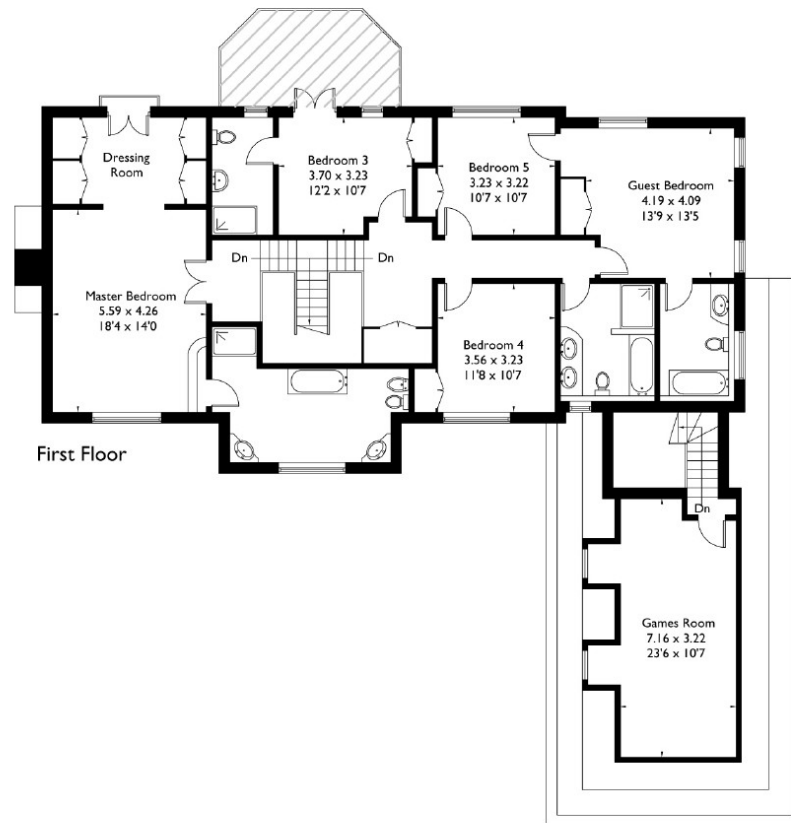 Dressing
Room
Bedroom 3
3.70 x 3.23
12'2 x 10'7
Bedroom 5
3.23 x 3.22
10'7 x 10'7
Guest Bedroom
4.19 x 4.09
13'9 x 13'5
Dn
Dn
Master Bedroom
5.59 x 4.26
18'4 x 14'0
Bedroom 4
3.56 x 3.23
11'8 x 10'7
First Floor
Dn
Games Room
7.16 x 3.22
23'6 x 10'7